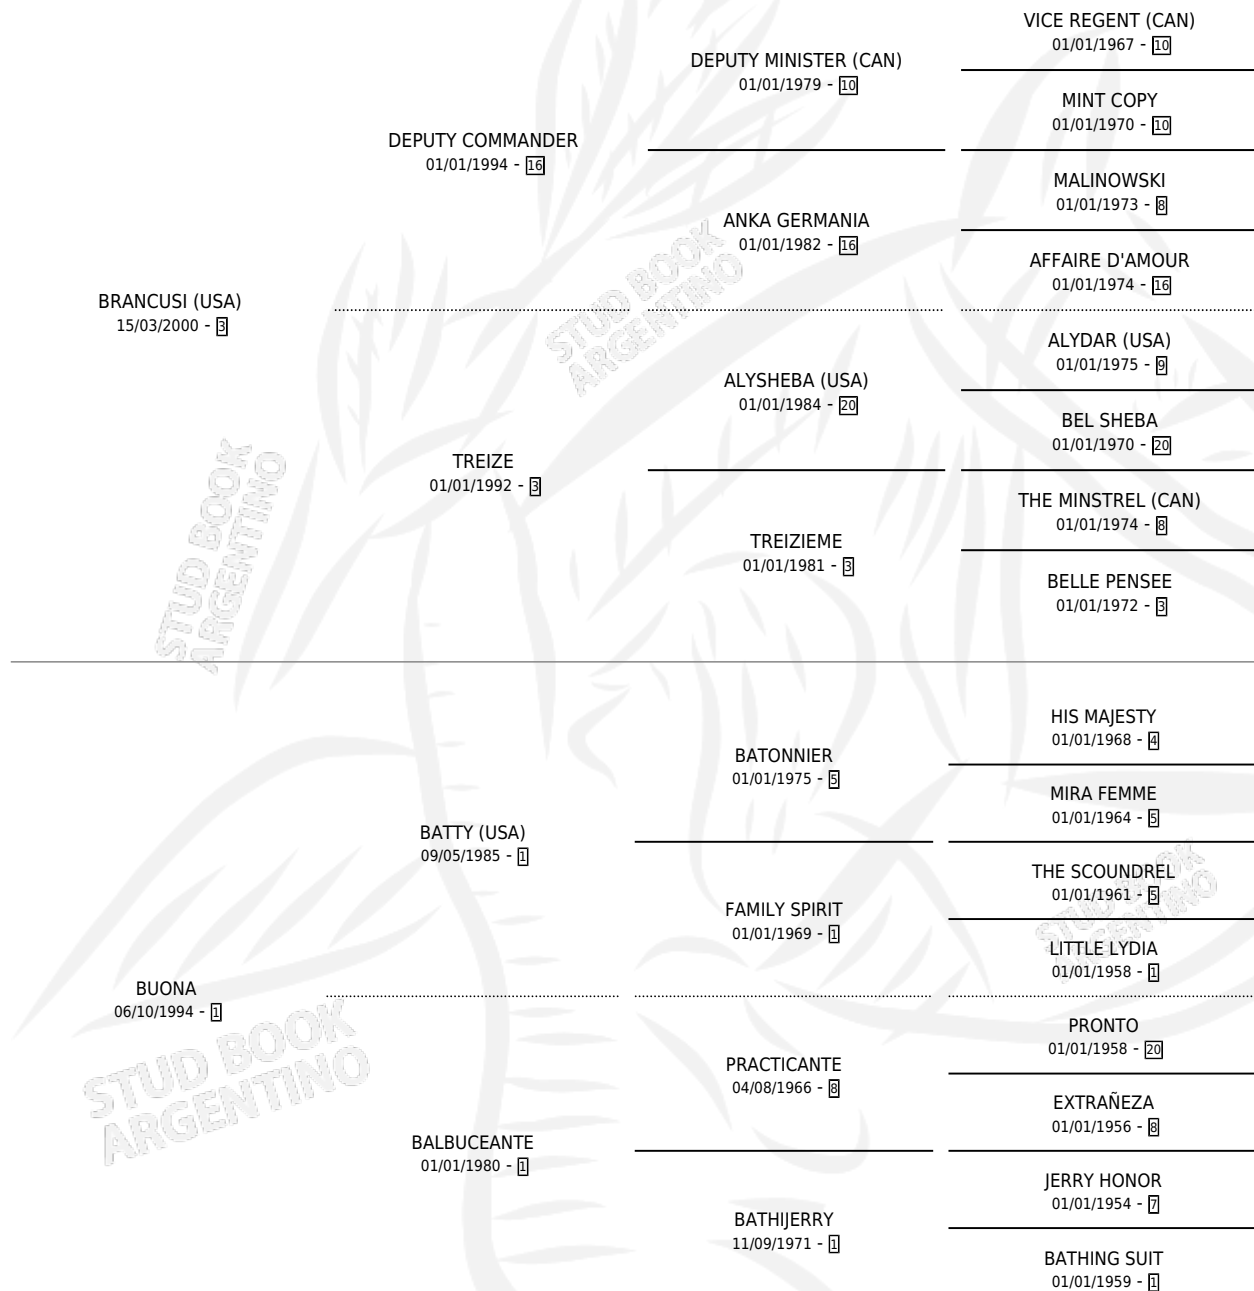 VICE REGENT (CAN)
01/01/1967 - 10
DEPUTY MINISTER (CAN)
01/01/1979 - 10
MINT COPY
01/01/1970 - 10
DEPUTY COMMANDER
01/01/1994 - 16
MALINOWSKI
01/01/1973 - 8
ANKA GERMANIA
01/01/1982 - 16
AFFAIRE D'AMOUR
01/01/1974 - 16
BRANCUSI (USA)
15/03/2000 - 3
ALYDAR (USA)
01/01/1975 - 9
ALYSHEBA (USA)
01/01/1984 - 20
BEL SHEBA
01/01/1970 - 20
TREIZE
01/01/1992 - 3
THE MINSTREL (CAN)
01/01/1974 - 8
TREIZIEME
01/01/1981 - 3
BELLE PENSEE
01/01/1972 - 3
HIS MAJESTY
01/01/1968 - 4
BATONNIER
01/01/1975 - 5
MIRA FEMME
01/01/1964 - 5
BATTY (USA)
09/05/1985 - 1
THE SCOUNDREL
01/01/1961 - 5
FAMILY SPIRIT
01/01/1969 - 1
LITTLE LYDIA
01/01/1958 - 1
BUONA
06/10/1994 - 1
PRONTO
01/01/1958 - 20
PRACTICANTE
04/08/1966 - 8
EXTRAÑEZA
01/01/1956 - 8
BALBUCEANTE
01/01/1980 - 1
JERRY HONOR
01/01/1954 - 7
BATHIJERRY
11/09/1971 - 1
BATHING SUIT
01/01/1959 - 1
STUD BOOK
ARGENTINO
STUD BOOK
ARGENTINO
STUD BOOK
ARGENTINO
STUD BOOK
ARGENTINO